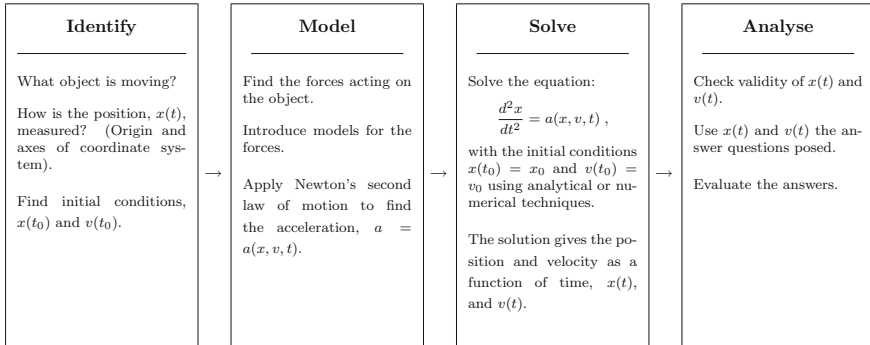 Identify
What object is moving?
How is the position, x(t),
measured? (Origin and
axes of coordinate sys-
tem).
Find initial conditions,
x(t₀) and v(t₀).
→
Model
Find the forces acting on
the object.
Introduce models for the
forces.
Apply Newton's second
law of motion to find
the acceleration, a =
a(x, v, t).
→
Solve
Solve the equation:
d²x/dt² = a(x, v, t) ,
with the initial conditions
x(t₀) = x₀ and v(t₀) =
v₀ using analytical or nu-
merical techniques.
The solution gives the po-
sition and velocity as a
function of time, x(t),
and v(t).
→
Analyse
Check validity of x(t) and
v(t).
Use x(t) and v(t) the an-
swer questions posed.
Evaluate the answers.